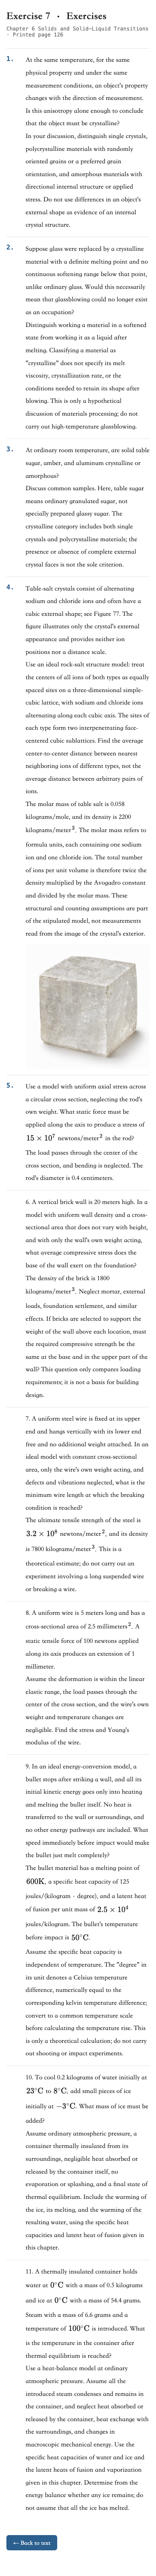 Exercise 7 · Exercises
Chapter 6 Solids and Solid—Liquid Transitions
· Printed page 126
1. At the same temperature, for the same
physical property and under the same
measurement conditions, an object's property
changes with the direction of measurement.
Is this anisotropy alone enough to conclude
that the object must be crystalline?
In your discussion, distinguish single crystals,
polycrystalline materials with randomly
oriented grains or a preferred grain
orientation, and amorphous materials with
directional internal structure or applied
stress. Do not use differences in an object's
external shape as evidence of an internal
crystal structure.
2. Suppose glass were replaced by a crystalline
material with a definite melting point and no
continuous softening range below that point,
unlike ordinary glass. Would this necessarily
mean that glassblowing could no longer exist
as an occupation?
Distinguish working a material in a softened
state from working it as a liquid after
melting. Classifying a material as
"crystalline" does not specify its melt
viscosity, crystallization rate, or the
conditions needed to retain its shape after
blowing. This is only a hypothetical
discussion of materials processing; do not
carry out high-temperature glassblowing.
3. At ordinary room temperature, are solid table
sugar, umber, and aluminum crystalline or
amorphous?
Discuss common samples. Here, table sugar
means ordinary granulated sugar, not
specially prepared glassy sugar. The
crystalline category includes both single
crystals and polycrystalline materials; the
presence or absence of complete external
crystal faces is not the sole criterion.
4. Table-salt crystals consist of alternating
sodium and chloride ions and often have a
cubic external shape; see Figure 77. The
figure illustrates only the crystal's external
appearance and provides neither ion
positions nor a distance scale.
Use an ideal rock-salt structure model: treat
the centers of all ions of both types as equally
spaced sites on a three-dimensional simple-
cubic lattice, with sodium and chloride ions
alternating along each cubic axis. The sites of
each type form two interpenetrating face-
centered cubic sublattices. Find the average
center-to-center distance between nearest
neighboring ions of different types, not the
average distance between arbitrary pairs of
ions.
The molar mass of table salt is 0.058
kilograms/mole, and its density is 2200
kilograms/meter³. The molar mass refers to
formula units, each containing one sodium
ion and one chloride ion. The total number
of ions per unit volume is therefore twice the
density multiplied by the Avogadro constant
and divided by the molar mass. These
structural and counting assumptions are part
of the stipulated model, not measurements
read from the image of the crystal's exterior.
5. Use a model with uniform axial stress across
a circular cross section, neglecting the rod's
own weight. What static force must be
applied along the axis to produce a stress of
15 × 10⁷ newtons/meter² in the rod?
The load passes through the center of the
cross section, and bending is neglected. The
rod's diameter is 0.4 centimeters.
6. A vertical brick wall is 20 meters high. In a
model with uniform wall density and a cross-
sectional area that does not vary with height,
and with only the wall's own weight acting,
what average compressive stress does the
base of the wall exert on the foundation?
The density of the brick is 1800
kilograms/meter³. Neglect mortar, external
loads, foundation settlement, and similar
effects. If bricks are selected to support the
weight of the wall above each location, must
the required compressive strength be the
same at the base and in the upper part of the
wall? This question only compares loading
requirements; it is not a basis for building
design.
7. A uniform steel wire is fixed at its upper
end and hangs vertically with its lower end
free and no additional weight attached. In an
ideal model with constant cross-sectional
area, only the wire's own weight acting, and
defects and vibrations neglected, what is the
minimum wire length at which the breaking
condition is reached?
The ultimate tensile strength of the steel is
3.2 × 10⁸ newtons/meter², and its density
is 7800 kilograms/meter³. This is a
theoretical estimate; do not carry out an
experiment involving a long suspended wire
or breaking a wire.
8. A uniform wire is 5 meters long and has a
cross-sectional area of 2.5 millimeters². A
static tensile force of 100 newtons applied
along its axis produces an extension of 1
millimeter.
Assume the deformation is within the linear
elastic range, the load passes through the
center of the cross section, and the wire's own
weight and temperature changes are
negligible. Find the stress and Young's
modulus of the wire.
9. In an ideal energy-conversion model, a
bullet stops after striking a wall, and all its
initial kinetic energy goes only into heating
and melting the bullet itself. No heat is
transferred to the wall or surroundings, and
no other energy pathways are included. What
speed immediately before impact would make
the bullet just melt completely?
The bullet material has a melting point of
600K, a specific heat capacity of 125
joules/(kilogram · degree), and a latent heat
of fusion per unit mass of 2.5 × 10⁴
joules/kilogram. The bullet's temperature
before impact is 50°C.
Assume the specific heat capacity is
independent of temperature. The "degree" in
its unit denotes a Celsius temperature
difference, numerically equal to the
corresponding kelvin temperature difference;
convert to a common temperature scale
before calculating the temperature rise. This
is only a theoretical calculation; do not carry
out shooting or impact experiments.
10. To cool 0.2 kilograms of water initially at
23°C to 8°C, add small pieces of ice
initially at −3°C. What mass of ice must be
added?
Assume ordinary atmospheric pressure, a
container thermally insulated from its
surroundings, negligible heat absorbed or
released by the container itself, no
evaporation or splashing, and a final state of
thermal equilibrium. Include the warming of
the ice, its melting, and the warming of the
resulting water, using the specific heat
capacities and latent heat of fusion given in
this chapter.
11. A thermally insulated container holds
water at 0°C with a mass of 0.5 kilograms
and ice at 0°C with a mass of 54.4 grams.
Steam with a mass of 6.6 grams and a
temperature of 100°C is introduced. What
is the temperature in the container after
thermal equilibrium is reached?
Use a heat-balance model at ordinary
atmospheric pressure. Assume all the
introduced steam condenses and remains in
the container, and neglect heat absorbed or
released by the container, heat exchange with
the surroundings, and changes in
macroscopic mechanical energy. Use the
specific heat capacities of water and ice and
the latent heats of fusion and vaporization
given in this chapter. Determine from the
energy balance whether any ice remains; do
not assume that all the ice has melted.
← Back to text